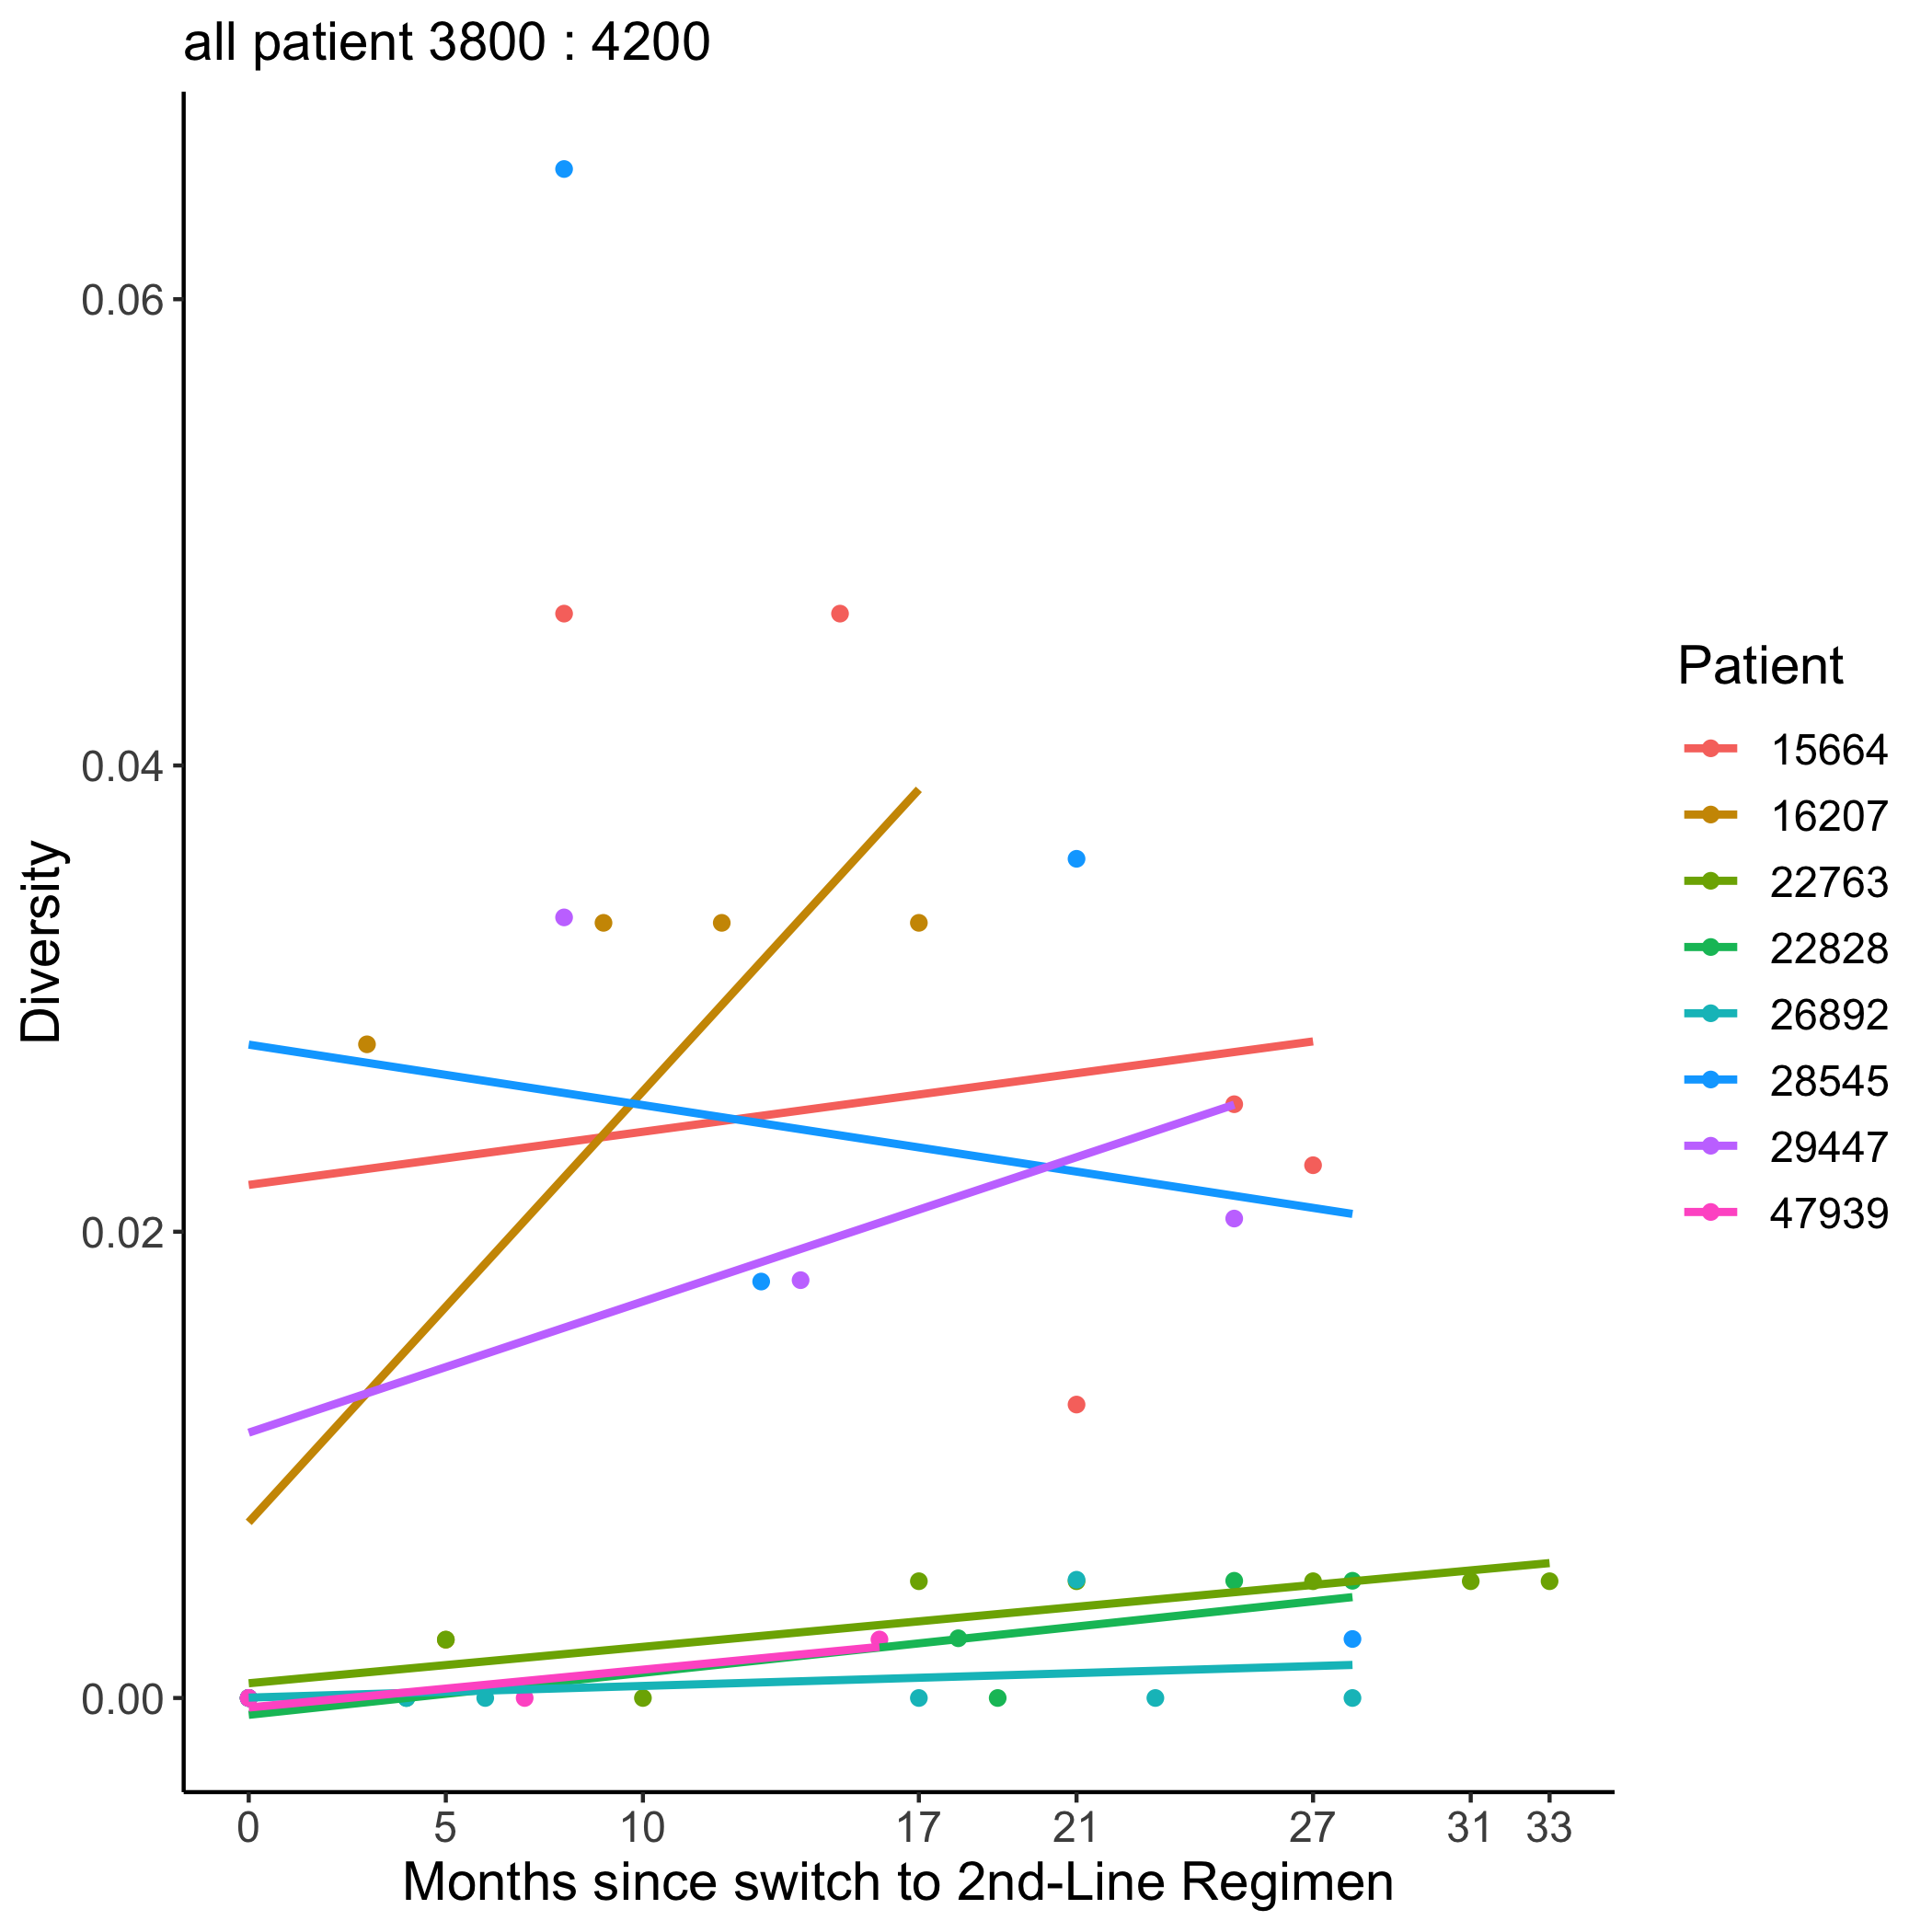 all patient 3800 : 4200
0.06
0.04
0.02
0.00
Diversity
0 5 10 17 21 27 31 33
Months since switch to 2nd-Line Regimen
Patient
15664
16207
22763
22828
26892
28545
29447
47939